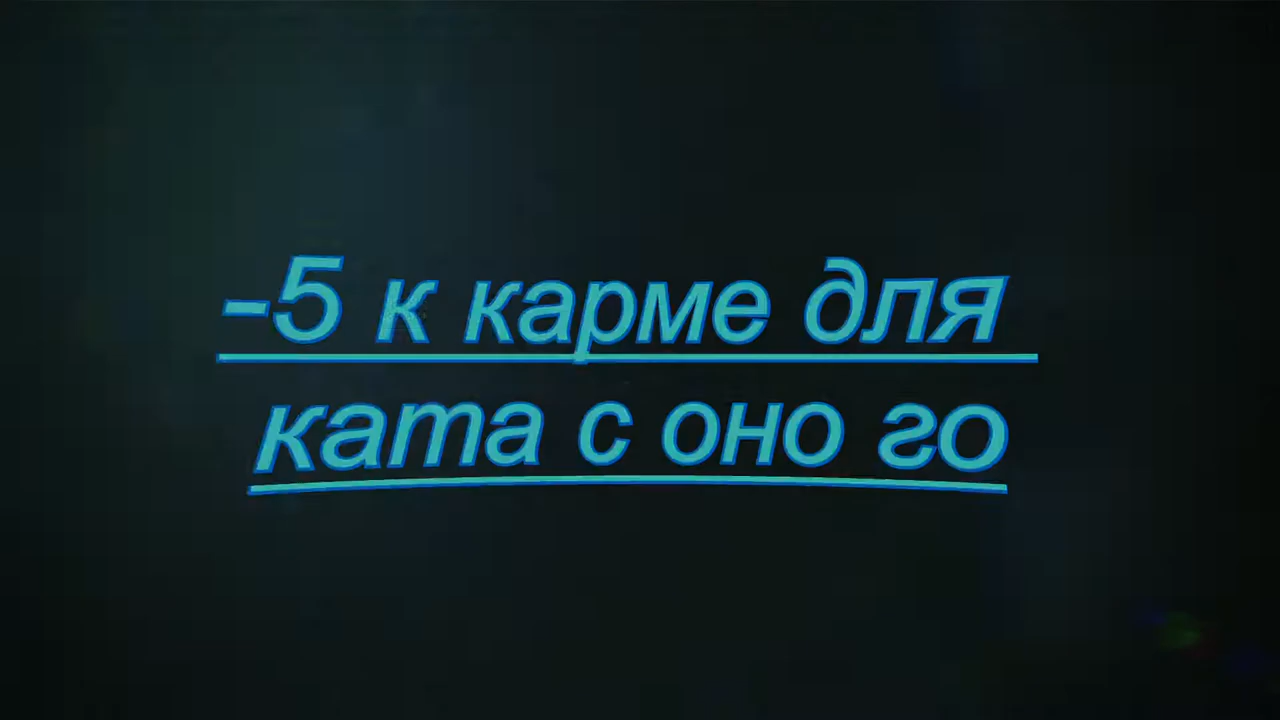 -5 к карме для
ката с оно го